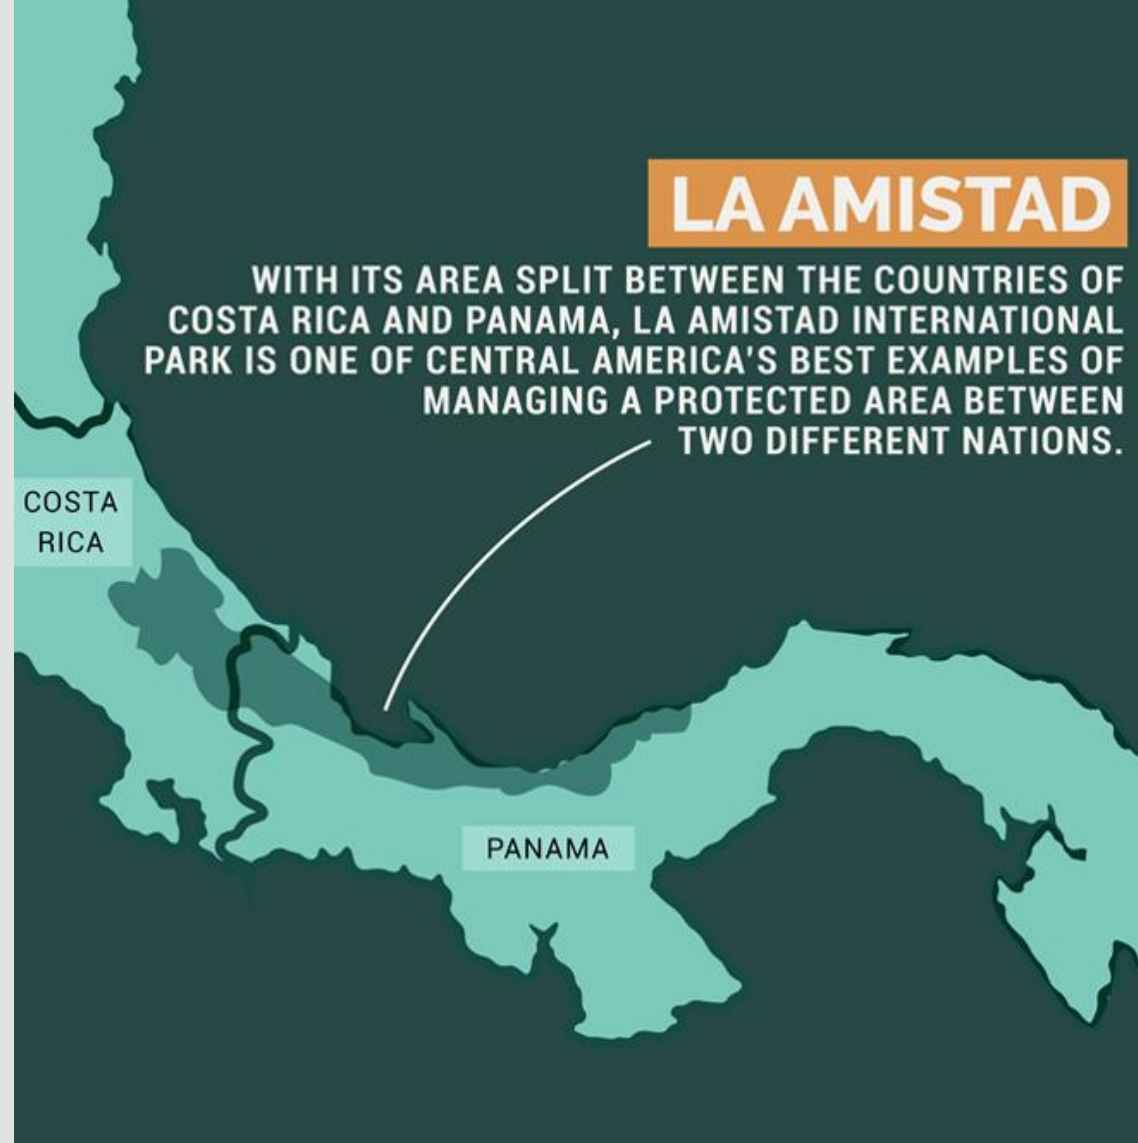 LA AMISTAD
WITH ITS AREA SPLIT BETWEEN THE COUNTRIES OF
COSTA RICA AND PANAMA, LA AMISTAD INTERNATIONAL
PARK IS ONE OF CENTRAL AMERICA'S BEST EXAMPLES OF
MANAGING A PROTECTED AREA BETWEEN
TWO DIFFERENT NATIONS.
COSTA
RICA
PANAMA